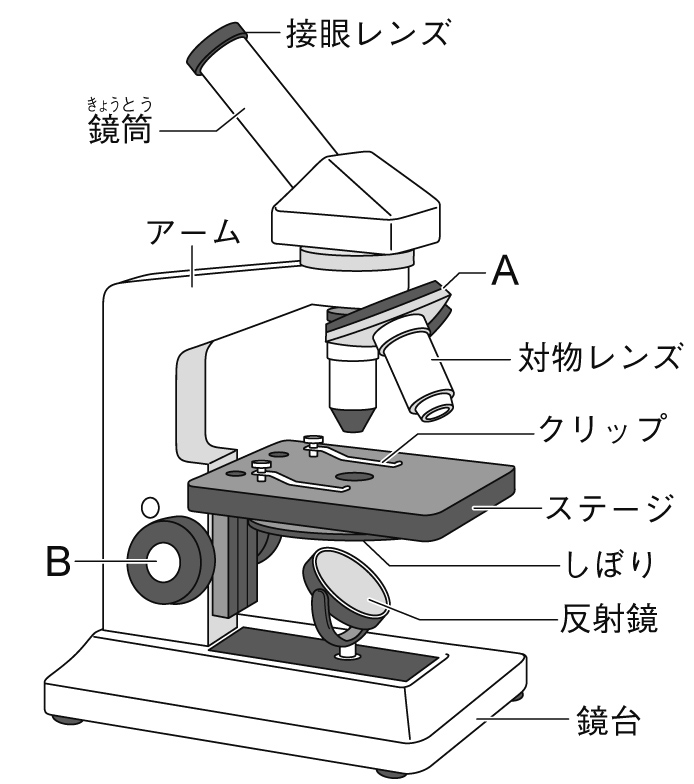 接眼レンズ
きょうとう
鏡筒
アーム
A
対物レンズ
クリップ
ステージ
B
しぼり
反射鏡
鏡台